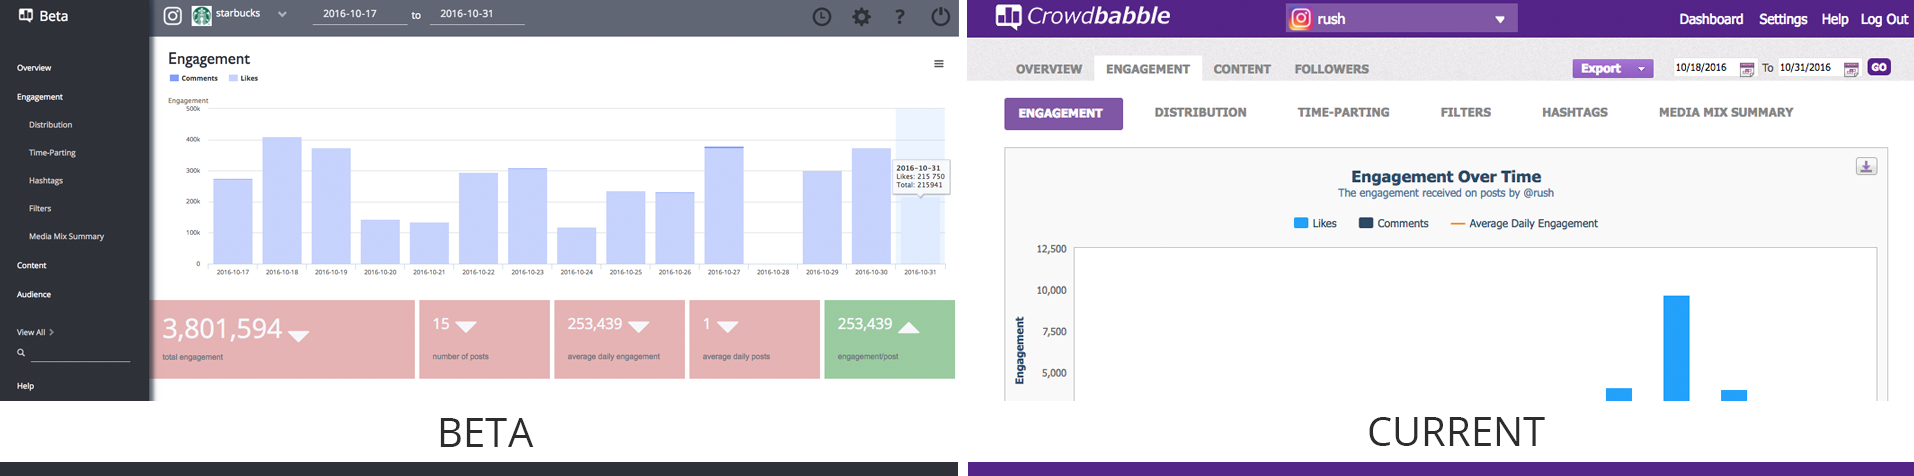 Beta
starbucks
2016-10-17 to 2016-10-31
?
Overview
Engagement
Distribution
Time-Parting
Hashtags
Filters
Media Mix Summary
Content
Audience
View All
Help
Engagement
Comments Likes
Engagement
500k
400k
300k
200k
100k
0
2016-10-17 2016-10-18 2016-10-19 2016-10-20 2016-10-21 2016-10-22 2016-10-23 2016-10-24 2016-10-25 2016-10-26 2016-10-27 2016-10-28 2016-10-29 2016-10-30 2016-10-31
2016-10-31
Likes: 215 750
Total: 215941
3,801,594
total engagement
15
number of posts
253,439
average daily engagement
1
average daily posts
253,439
engagement/post
BETA
Crowdbabble
rush
Dashboard Settings Help Log Out
OVERVIEW ENGAGEMENT CONTENT FOLLOWERS
Export
10/18/2016 To 10/31/2016 GO
ENGAGEMENT DISTRIBUTION TIME-PARTING FILTERS HASHTAGS MEDIA MIX SUMMARY
Engagement Over Time
The engagement received on posts by @rush
Likes Comments Average Daily Engagement
12,500
10,000
7,500
5,000
Engagement
CURRENT